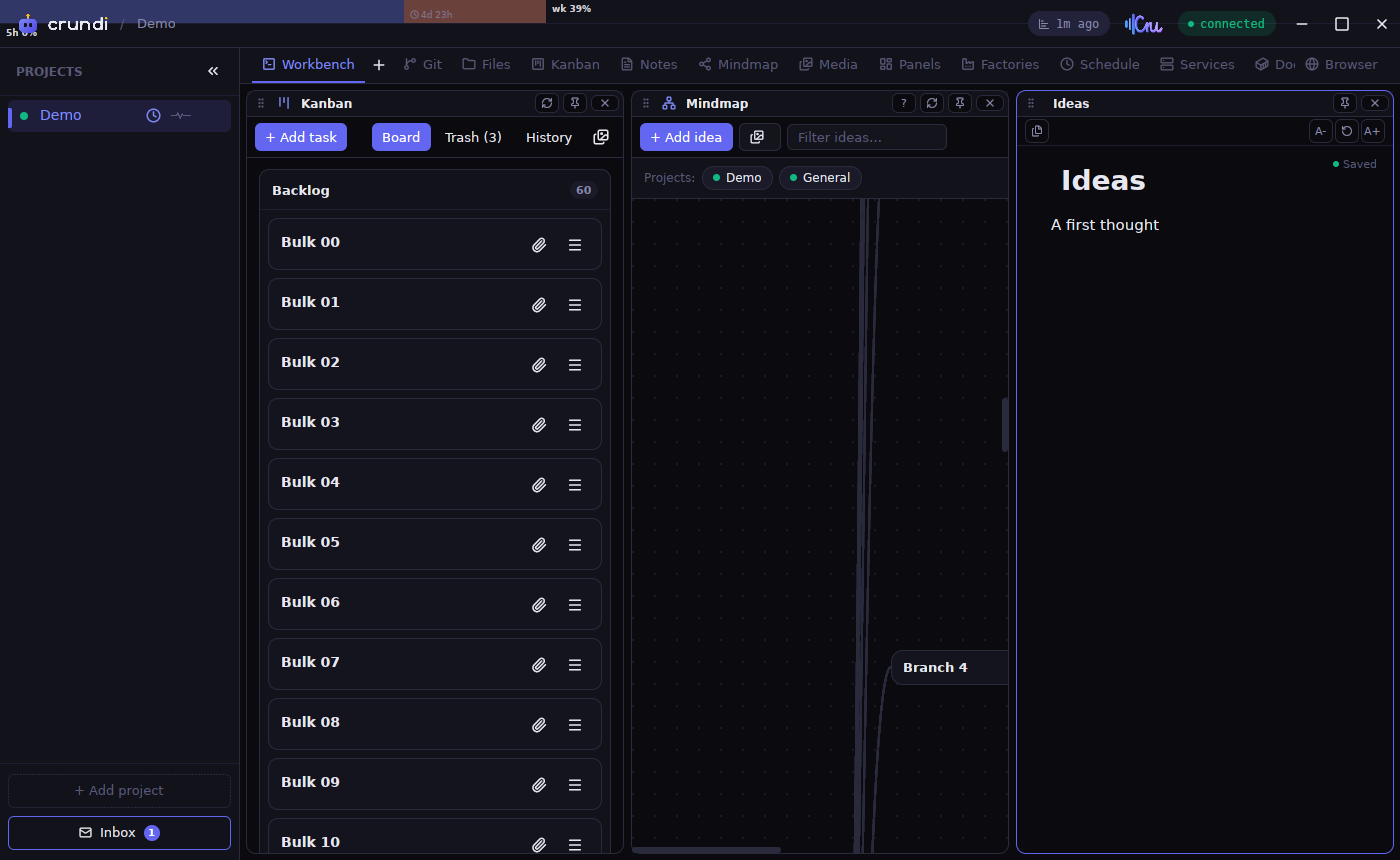 4d 23h
wk 39%
crundi / Demo
1m ago
Cru
connected
PROJECTS
Demo
+ Add project
Inbox 1
Workbench
+
Git
Files
Kanban
Notes
Mindmap
Media
Panels
Factories
Schedule
Services
Browser
Kanban
+ Add task
Board
Trash (3)
History
Backlog
60
Bulk 00
Bulk 01
Bulk 02
Bulk 03
Bulk 04
Bulk 05
Bulk 06
Bulk 07
Bulk 08
Bulk 09
Bulk 10
Mindmap
?
+ Add idea
Filter ideas...
Projects:
Demo
General
Branch 4
Ideas
A-
A+
Saved
Ideas
A first thought